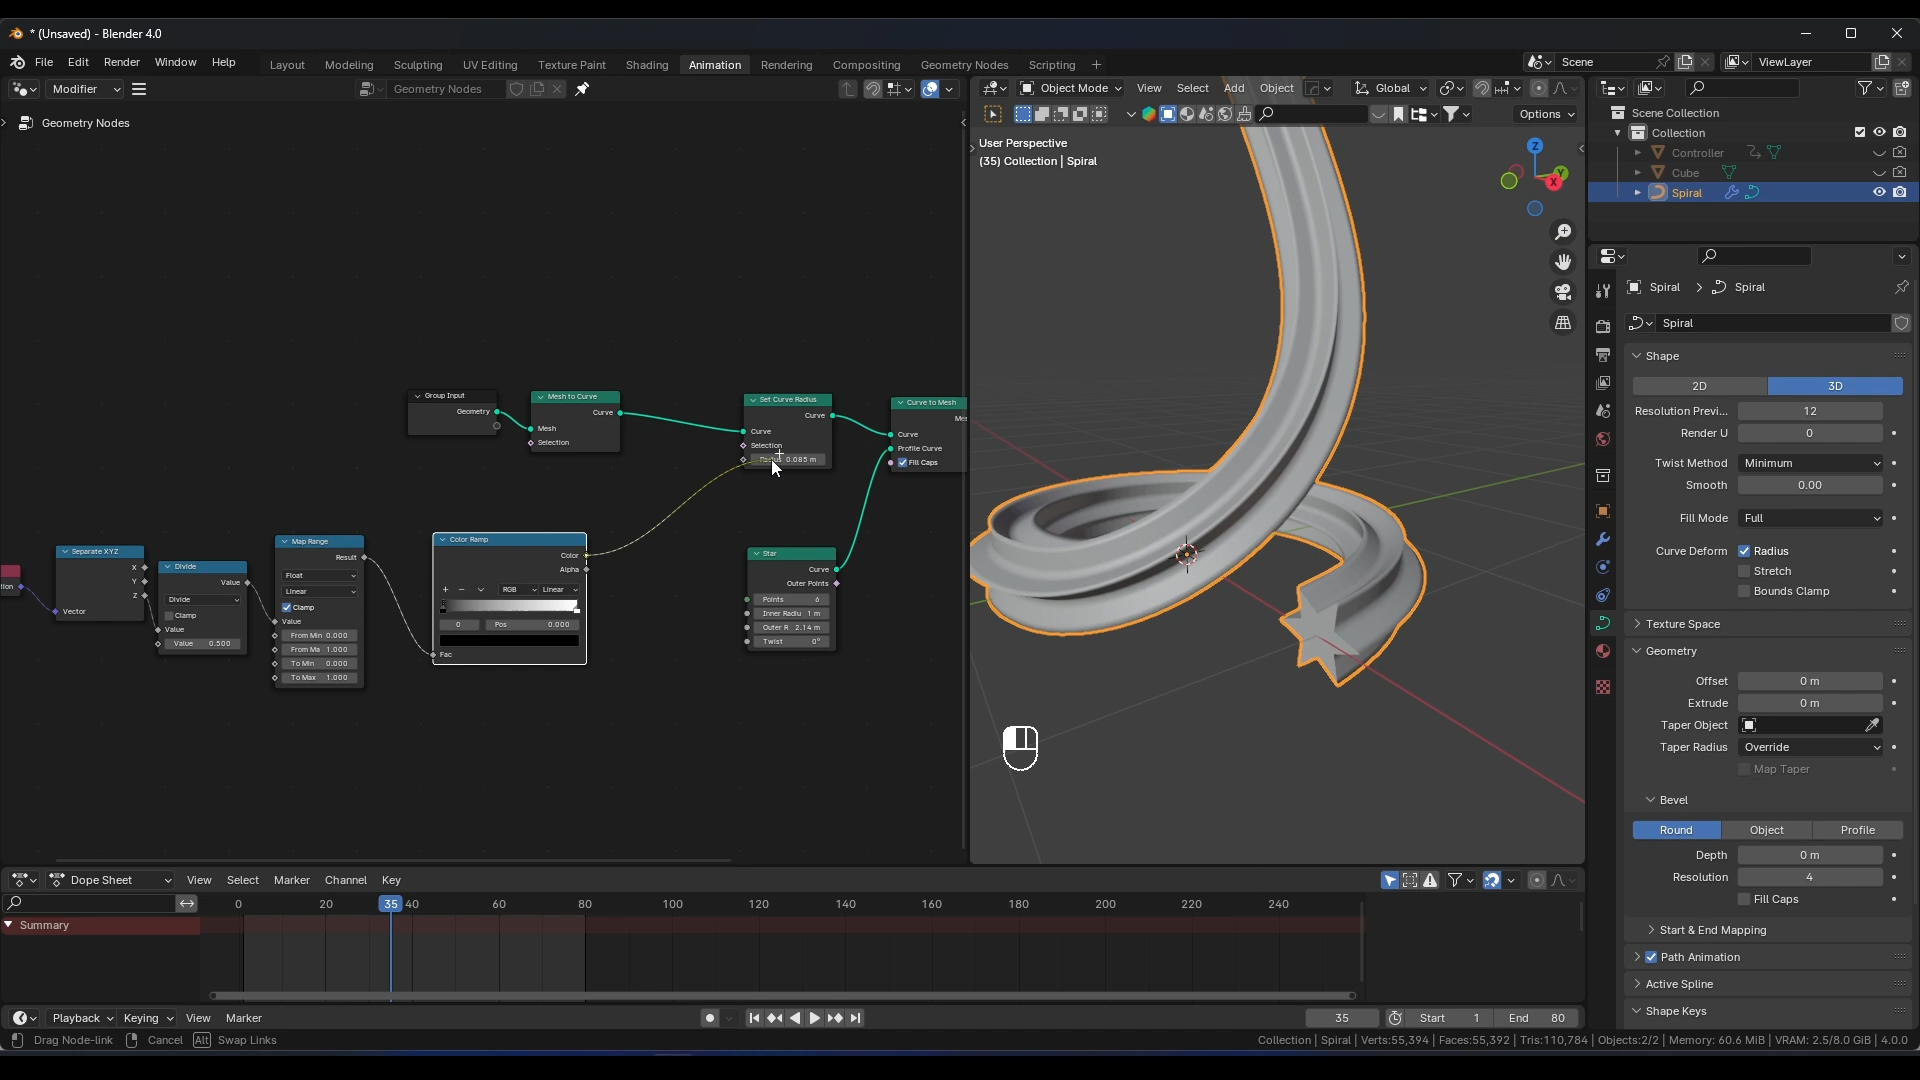 * (Unsaved) - Blender 4.0
File Edit Render Window Help
Layout Modeling Sculpting UV Editing Texture Paint Shading Animation Rendering Compositing Geometry Nodes Scripting +
Scene
ViewLayer
Modifier
Geometry Nodes
Object Mode View Select Add Object
Global
Options
Geometry Nodes
User Perspective
(35) Collection | Spiral
Z
Y
X
Group Input
Geometry
Mesh to Curve
Curve
Mesh
Selection
Set Curve Radius
Curve
Curve
Selection
Radius 0.085 m
Curve to Mesh
Mes
Curve
Profile Curve
Fill Caps
tion
Separate XYZ
X
Y
Z
Vector
Divide
Value
Divide
Clamp
Value
Value 0.500
Map Range
Result
Float
Linear
Clamp
Value
From Min 0.000
From Ma 1.000
To Min 0.000
To Max 1.000
Color Ramp
Color
Alpha
+ − RGB Linear
0 Pos 0.000
Fac
Star
Curve
Outer Points
Points 6
Inner Radiu 1 m
Outer R 2.14 m
Twist 0°
Scene Collection
Collection
Controller
Cube
Spiral
Spiral > Spiral
Spiral
Shape
2D 3D
Resolution Previ... 12
Render U 0
Twist Method Minimum
Smooth 0.00
Fill Mode Full
Curve Deform Radius
Stretch
Bounds Clamp
Texture Space
Geometry
Offset 0 m
Extrude 0 m
Taper Object
Taper Radius Override
Map Taper
Bevel
Round Object Profile
Depth 0 m
Resolution 4
Fill Caps
Start & End Mapping
Path Animation
Active Spline
Shape Keys
Dope Sheet View Select Marker Channel Key
0 20 35 40 60 80 100 120 140 160 180 200 220 240
Summary
Playback Keying View Marker
35 Start 1 End 80
Drag Node-link Cancel Alt Swap Links
Collection | Spiral | Verts:55,394 | Faces:55,392 | Tris:110,784 | Objects:2/2 | Memory: 60.6 MiB | VRAM: 2.5/8.0 GiB | 4.0.0